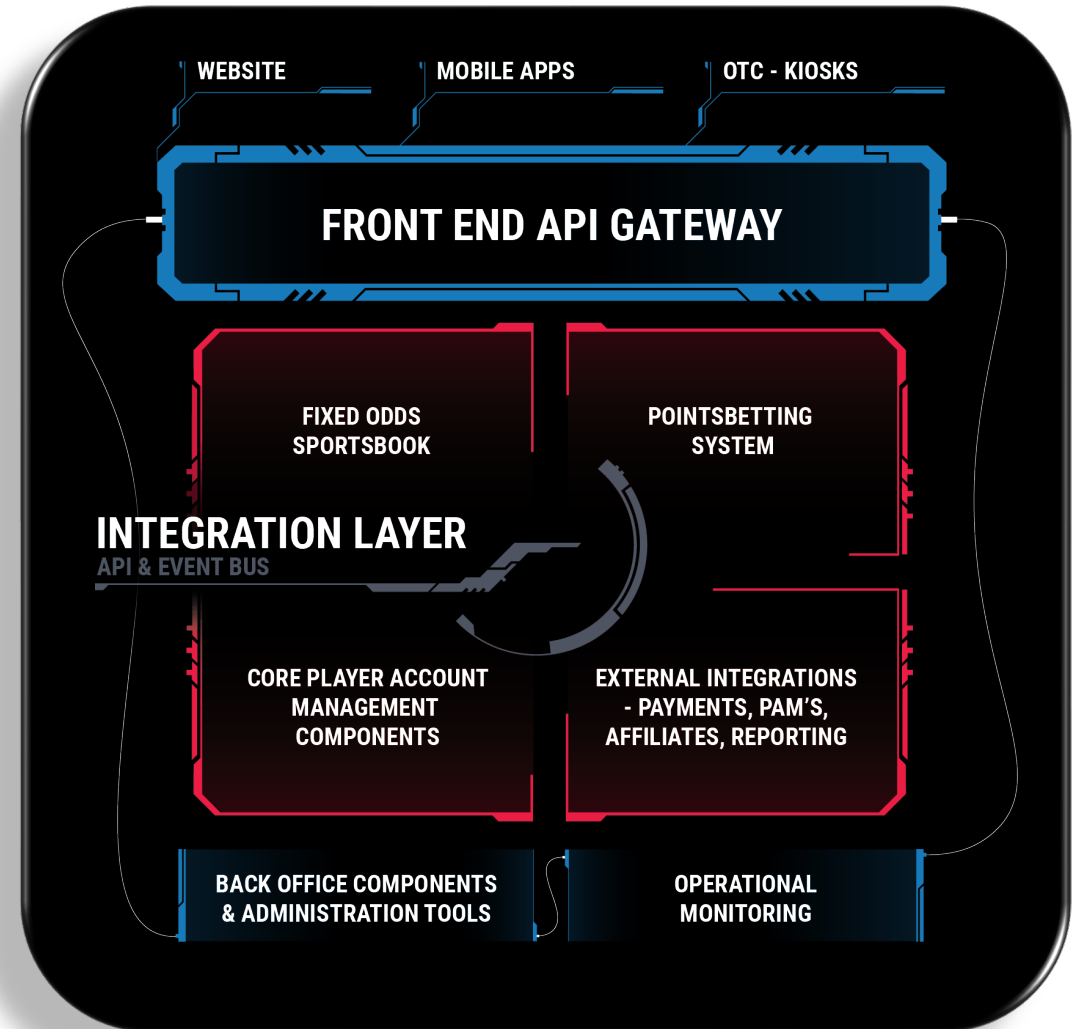 WEBSITE
MOBILE APPS
OTC - KIOSKS
FRONT END API GATEWAY
FIXED ODDS
SPORTSBOOK
POINTSBETTING
SYSTEM
INTEGRATION LAYER
API & EVENT BUS
CORE PLAYER ACCOUNT
MANAGEMENT
COMPONENTS
EXTERNAL INTEGRATIONS
- PAYMENTS, PAM'S,
AFFILIATES, REPORTING
BACK OFFICE COMPONENTS
& ADMINISTRATION TOOLS
OPERATIONAL
MONITORING